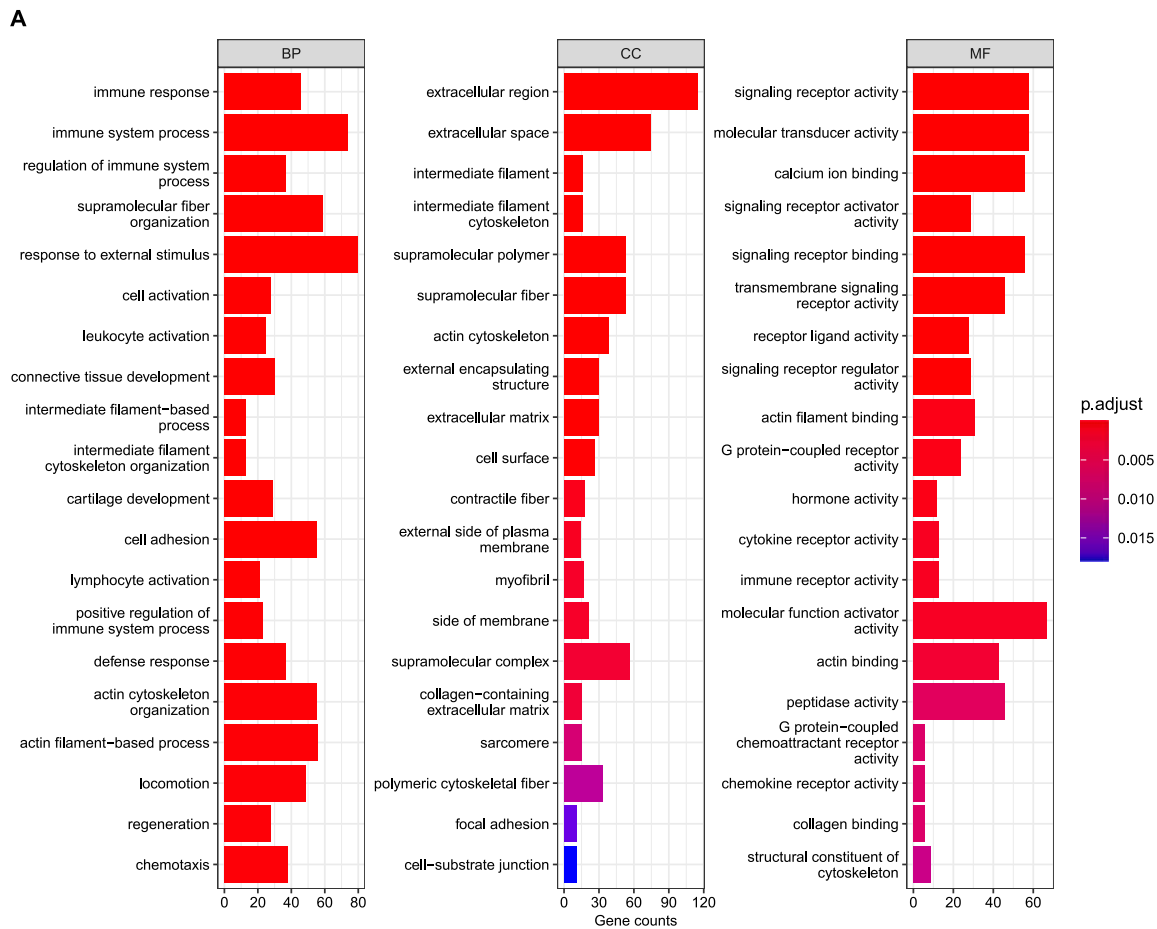 A
BP
immune response
immune system process
regulation of immune system
process
supramolecular fiber
organization
response to external stimulus
cell activation
leukocyte activation
connective tissue development
intermediate filament−based
process
intermediate filament
cytoskeleton organization
cartilage development
cell adhesion
lymphocyte activation
positive regulation of
immune system process
defense response
actin cytoskeleton
organization
actin filament−based process
locomotion
regeneration
chemotaxis
0 20 40 60 80
CC
extracellular region
extracellular space
intermediate filament
intermediate filament
cytoskeleton
supramolecular polymer
supramolecular fiber
actin cytoskeleton
external encapsulating
structure
extracellular matrix
cell surface
contractile fiber
external side of plasma
membrane
myofibril
side of membrane
supramolecular complex
collagen−containing
extracellular matrix
sarcomere
polymeric cytoskeletal fiber
focal adhesion
cell−substrate junction
0 30 60 90 120
Gene counts
MF
signaling receptor activity
molecular transducer activity
calcium ion binding
signaling receptor activator
activity
signaling receptor binding
transmembrane signaling
receptor activity
receptor ligand activity
signaling receptor regulator
activity
actin filament binding
G protein−coupled receptor
activity
hormone activity
cytokine receptor activity
immune receptor activity
molecular function activator
activity
actin binding
peptidase activity
G protein−coupled
chemoattractant receptor
activity
chemokine receptor activity
collagen binding
structural constituent of
cytoskeleton
0 20 40 60
p.adjust
0.005
0.010
0.015